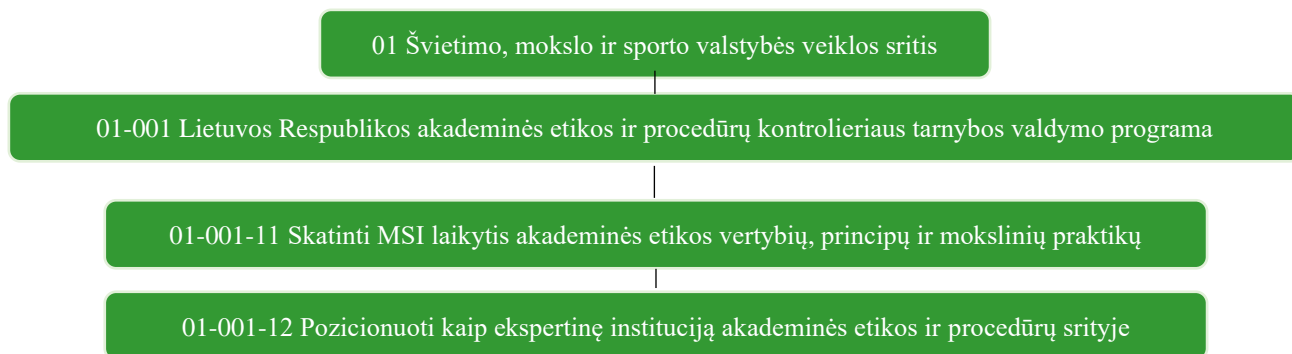 01 Švietimo, mokslo ir sporto valstybės veiklos sritis
01-001 Lietuvos Respublikos akademinės etikos ir procedūrų kontrolieriaus tarnybos valdymo programa
01-001-11 Skatinti MSI laikytis akademinės etikos vertybių, principų ir mokslinių praktikų
01-001-12 Pozicionuoti kaip ekspertinę instituciją akademinės etikos ir procedūrų srityje